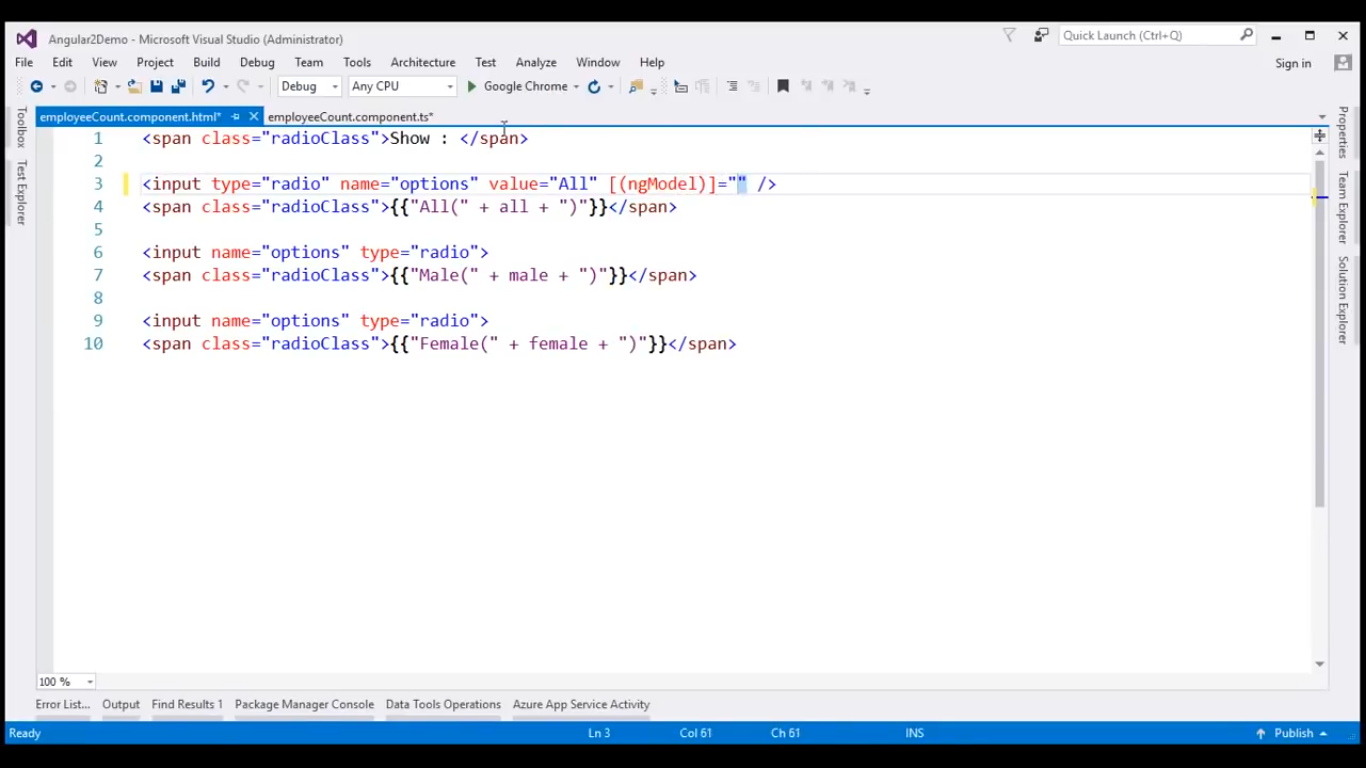 Angular2Demo - Microsoft Visual Studio (Administrator)
Quick Launch (Ctrl+Q)
File Edit View Project Build Debug Team Tools Architecture Test Analyze Window Help
Sign in
Debug Any CPU Google Chrome
employeeCount.component.html* employeeCount.component.ts*
Toolbox
Test Explorer
1 <span class="radioClass">Show : </span>
2
3 <input type="radio" name="options" value="All" [(ngModel)]="" />
4 <span class="radioClass">{{"All(" + all + ")"}}</span>
5
6 <input name="options" type="radio">
7 <span class="radioClass">{{"Male(" + male + ")"}}</span>
8
9 <input name="options" type="radio">
10 <span class="radioClass">{{"Female(" + female + ")"}}</span>
Properties
Team Explorer
Solution Explorer
100 %
Error List... Output Find Results 1 Package Manager Console Data Tools Operations Azure App Service Activity
Ready Ln 3 Col 61 Ch 61 INS Publish